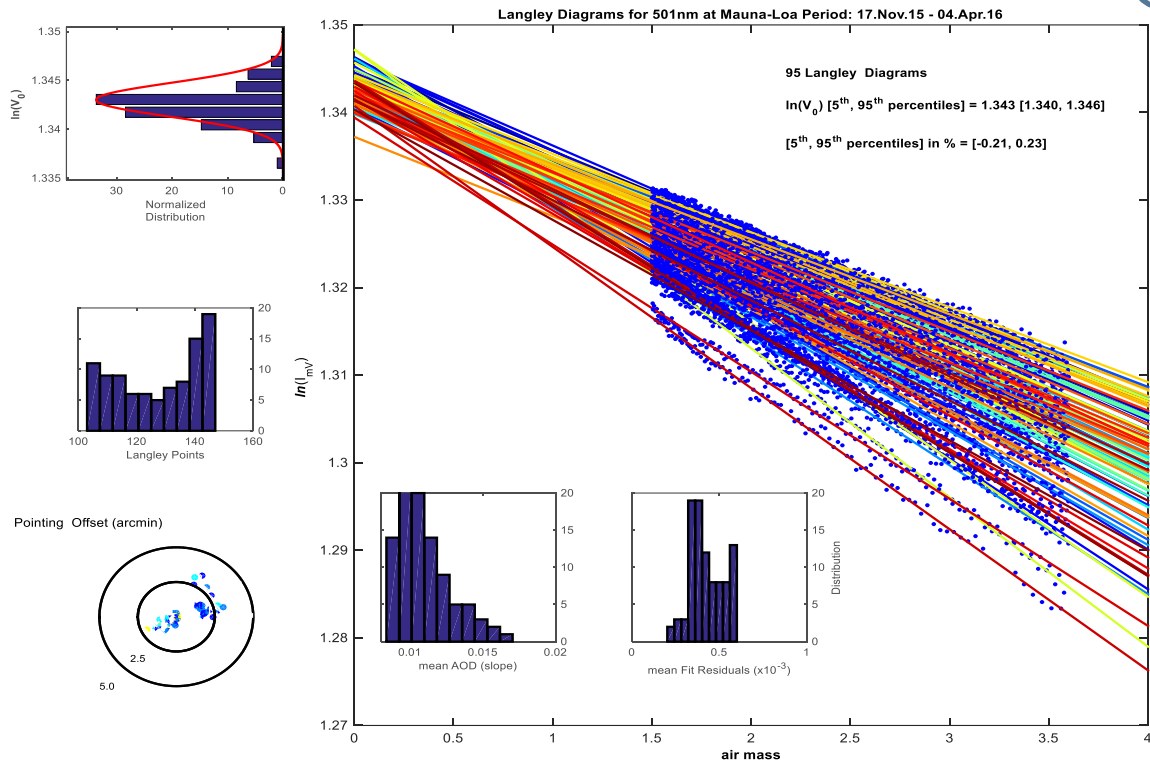 Langley Diagrams for 501nm at Mauna-Loa Period: 17.Nov.15 - 04.Apr.16
95 Langley Diagrams
ln(V0) [5th, 95th percentiles] = 1.343 [1.340, 1.346]
[5th, 95th percentiles] in % = [-0.21, 0.23]
1.35
1.345
1.34
1.335
ln(V0)
30 20 10 0
Normalized
Distribution
20
15
10
5
0
100 120 140 160
Langley Points
Pointing Offset (arcmin)
2.5
5.0
1.35
1.34
1.33
1.32
1.31
1.3
1.29
1.28
1.27
ln(ImV)
0 0.5 1 1.5 2 2.5 3 3.5 4
air mass
20
15
10
5
0
0.01 0.015 0.02
mean AOD (slope)
20
15
10
5
0
Distribution
0 0.5 1
mean Fit Residuals (x10-3)